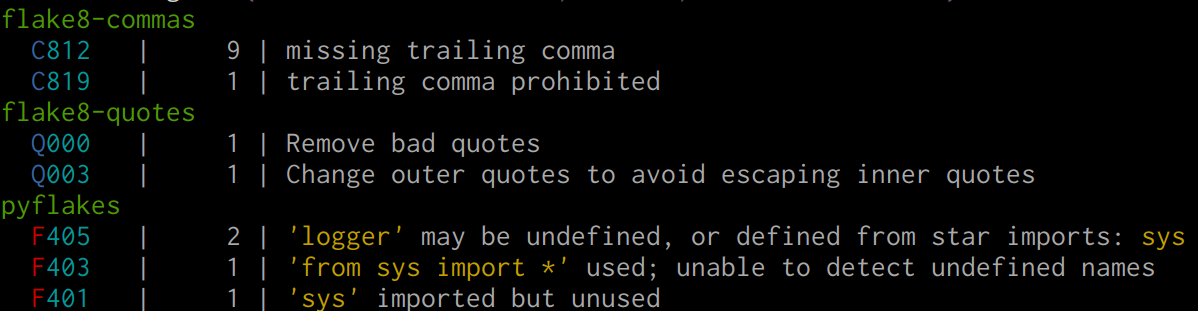 flake8-commas
C812 | 9 | missing trailing comma
C819 | 1 | trailing comma prohibited
flake8-quotes
Q000 | 1 | Remove bad quotes
Q003 | 1 | Change outer quotes to avoid escaping inner quotes
pyflakes
F405 | 2 | 'logger' may be undefined, or defined from star imports: sys
F403 | 1 | 'from sys import *' used; unable to detect undefined names
F401 | 1 | 'sys' imported but unused